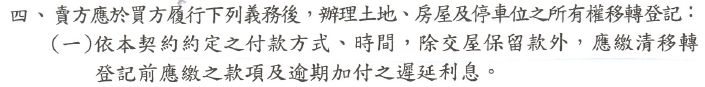 四、賣方應於買方履行下列義務後，辦理土地、房屋及停車位之所有權移轉登記：
(一)依本契約約定之付款方式、時間，除交屋保留款外，應繳清移轉
登記前應繳之款項及逾期加付之遲延利息。